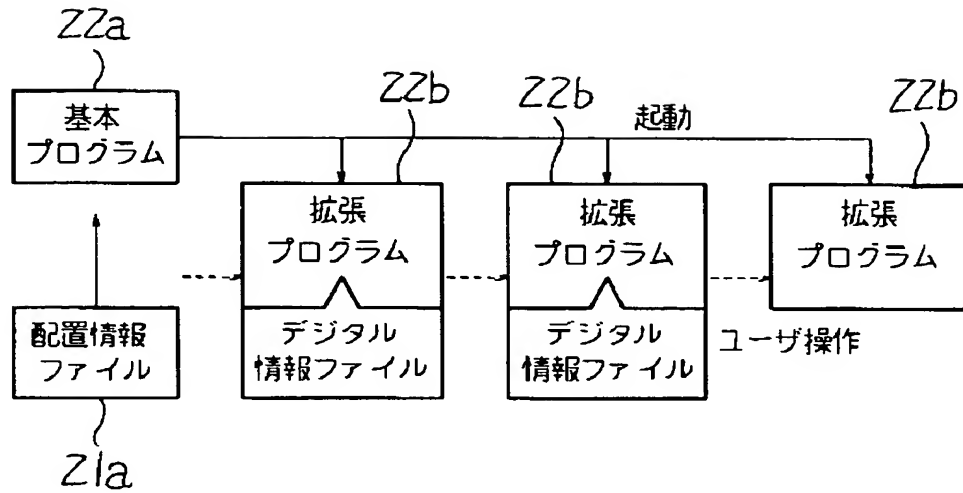 22a
基本
プログラム
22b
22b
起動
22b
拡張
プログラム
拡張
プログラム
拡張
プログラム
配置情報
ファイル
デジタル
情報ファイル
デジタル
情報ファイル
ユーザ操作
21a